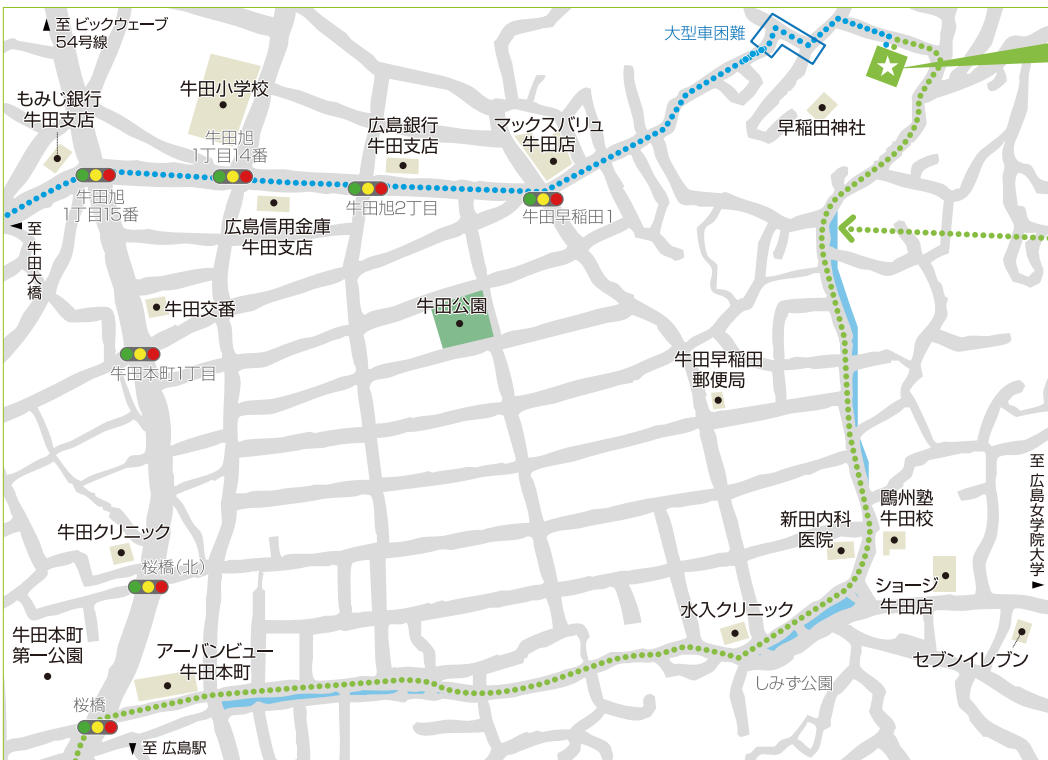 至 ビックウェーブ
54号線
大型車困難
牛田小学校
もみじ銀行
牛田支店
広島銀行
牛田支店
マックスバリュ
牛田店
早稲田神社
牛田旭
1丁目14番
牛田旭
1丁目15番
牛田旭2丁目
牛田早稲田1
広島信用金庫
牛田支店
至 牛田大橋
牛田交番
牛田公園
牛田本町1丁目
牛田早稲田
郵便局
至 広島女学院大学
鷗州塾
牛田校
新田内科
医院
牛田クリニック
桜橋(北)
ショージ
牛田店
水入クリニック
牛田本町
第一公園
アーバンビュー
牛田本町
セブンイレブン
しみず公園
桜橋
至 広島駅